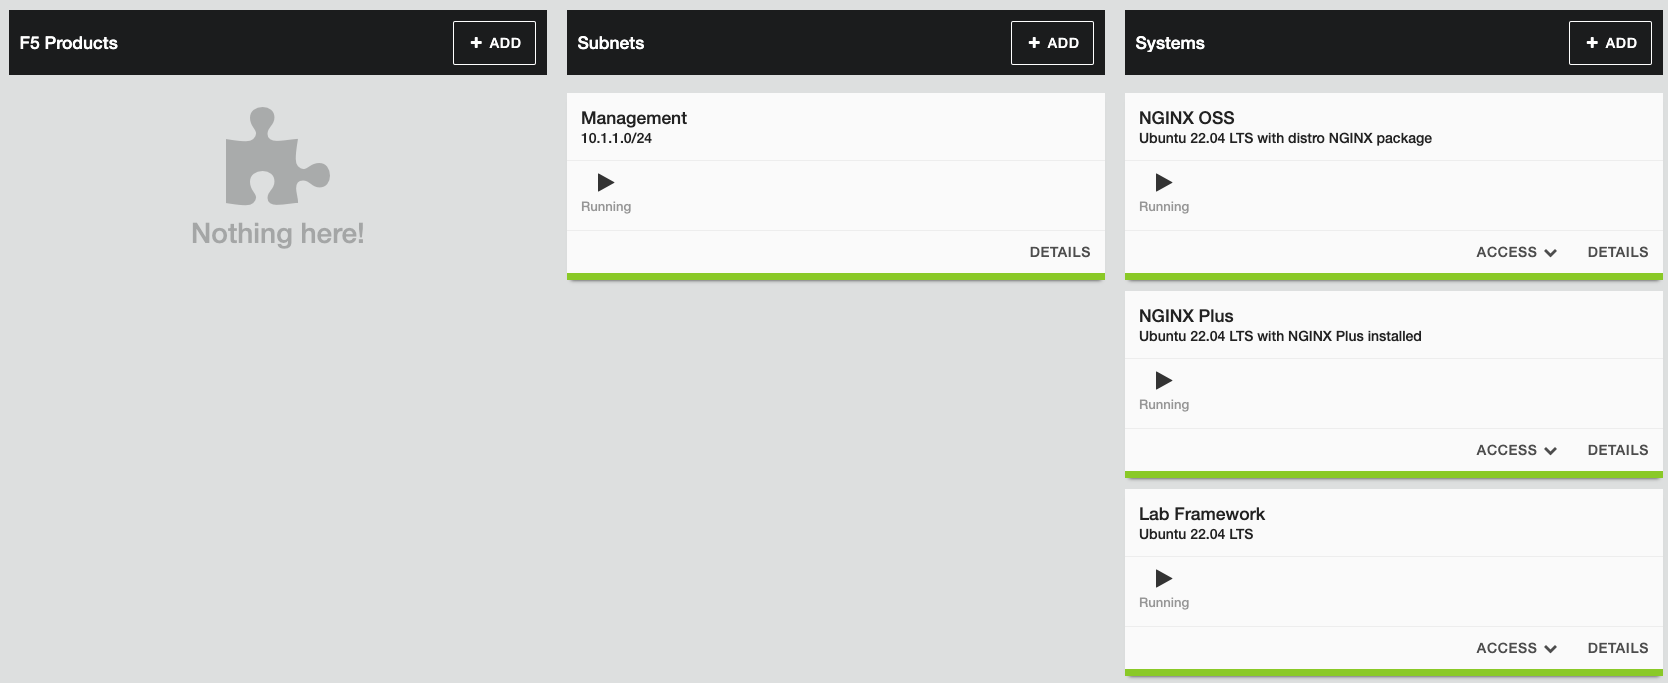 F5 Products
+ ADD
Nothing here!
Subnets
+ ADD
Management
10.1.1.0/24
Running
DETAILS
Systems
+ ADD
NGINX OSS
Ubuntu 22.04 LTS with distro NGINX package
Running
ACCESS DETAILS
NGINX Plus
Ubuntu 22.04 LTS with NGINX Plus installed
Running
ACCESS DETAILS
Lab Framework
Ubuntu 22.04 LTS
Running
ACCESS DETAILS